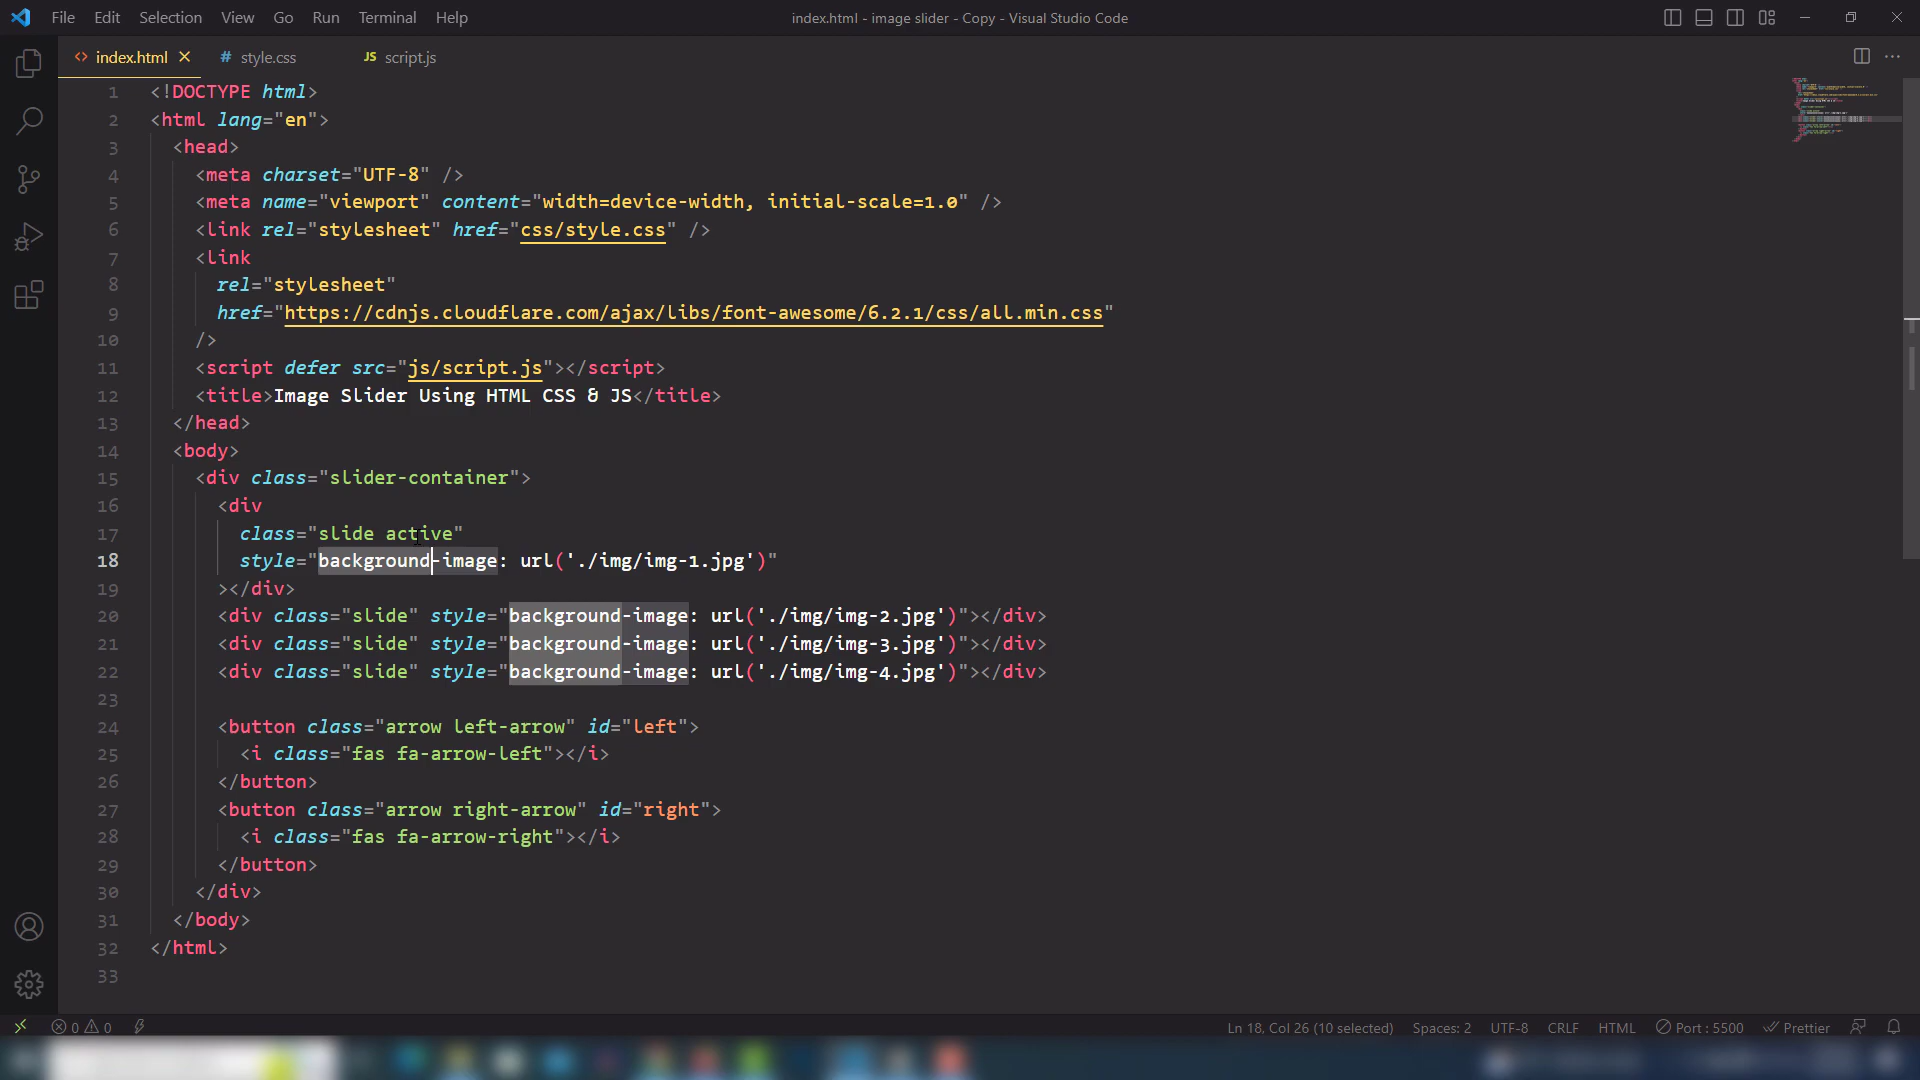 File Edit Selection View Go Run Terminal Help
index.html - image slider - Copy - Visual Studio Code
<> index.html
# style.css
JS script.js
1 <!DOCTYPE html>
2 <html lang="en">
3 <head>
4 <meta charset="UTF-8" />
5 <meta name="viewport" content="width=device-width, initial-scale=1.0" />
6 <link rel="stylesheet" href="css/style.css" />
7 <link
8 rel="stylesheet"
9 href="https://cdnjs.cloudflare.com/ajax/libs/font-awesome/6.2.1/css/all.min.css"
10 />
11 <script defer src="js/script.js"></script>
12 <title>Image Slider Using HTML CSS & JS</title>
13 </head>
14 <body>
15 <div class="slider-container">
16 <div
17 class="slide active"
18 style="background-image: url('./img/img-1.jpg')"
19 ></div>
20 <div class="slide" style="background-image: url('./img/img-2.jpg')"></div>
21 <div class="slide" style="background-image: url('./img/img-3.jpg')"></div>
22 <div class="slide" style="background-image: url('./img/img-4.jpg')"></div>
23
24 <button class="arrow left-arrow" id="left">
25 <i class="fas fa-arrow-left"></i>
26 </button>
27 <button class="arrow right-arrow" id="right">
28 <i class="fas fa-arrow-right"></i>
29 </button>
30 </div>
31 </body>
32 </html>
33
0 0
Ln 18, Col 26 (10 selected) Spaces: 2 UTF-8 CRLF HTML Port : 5500 Prettier